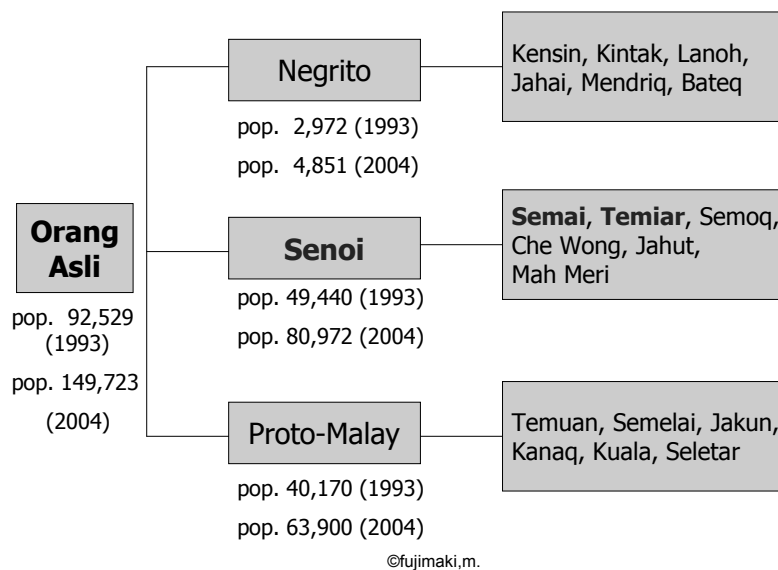 Negrito
pop. 2,972 (1993)
pop. 4,851 (2004)
Kensin, Kintak, Lanoh,
Jahai, Mendriq, Bateq
Orang
Asli
pop. 92,529
(1993)
pop. 149,723
(2004)
Senoi
pop. 49,440 (1993)
pop. 80,972 (2004)
Semai, Temiar, Semoq,
Che Wong, Jahut,
Mah Meri
Proto-Malay
pop. 40,170 (1993)
pop. 63,900 (2004)
Temuan, Semelai, Jakun,
Kanaq, Kuala, Seletar
©fujimaki,m.